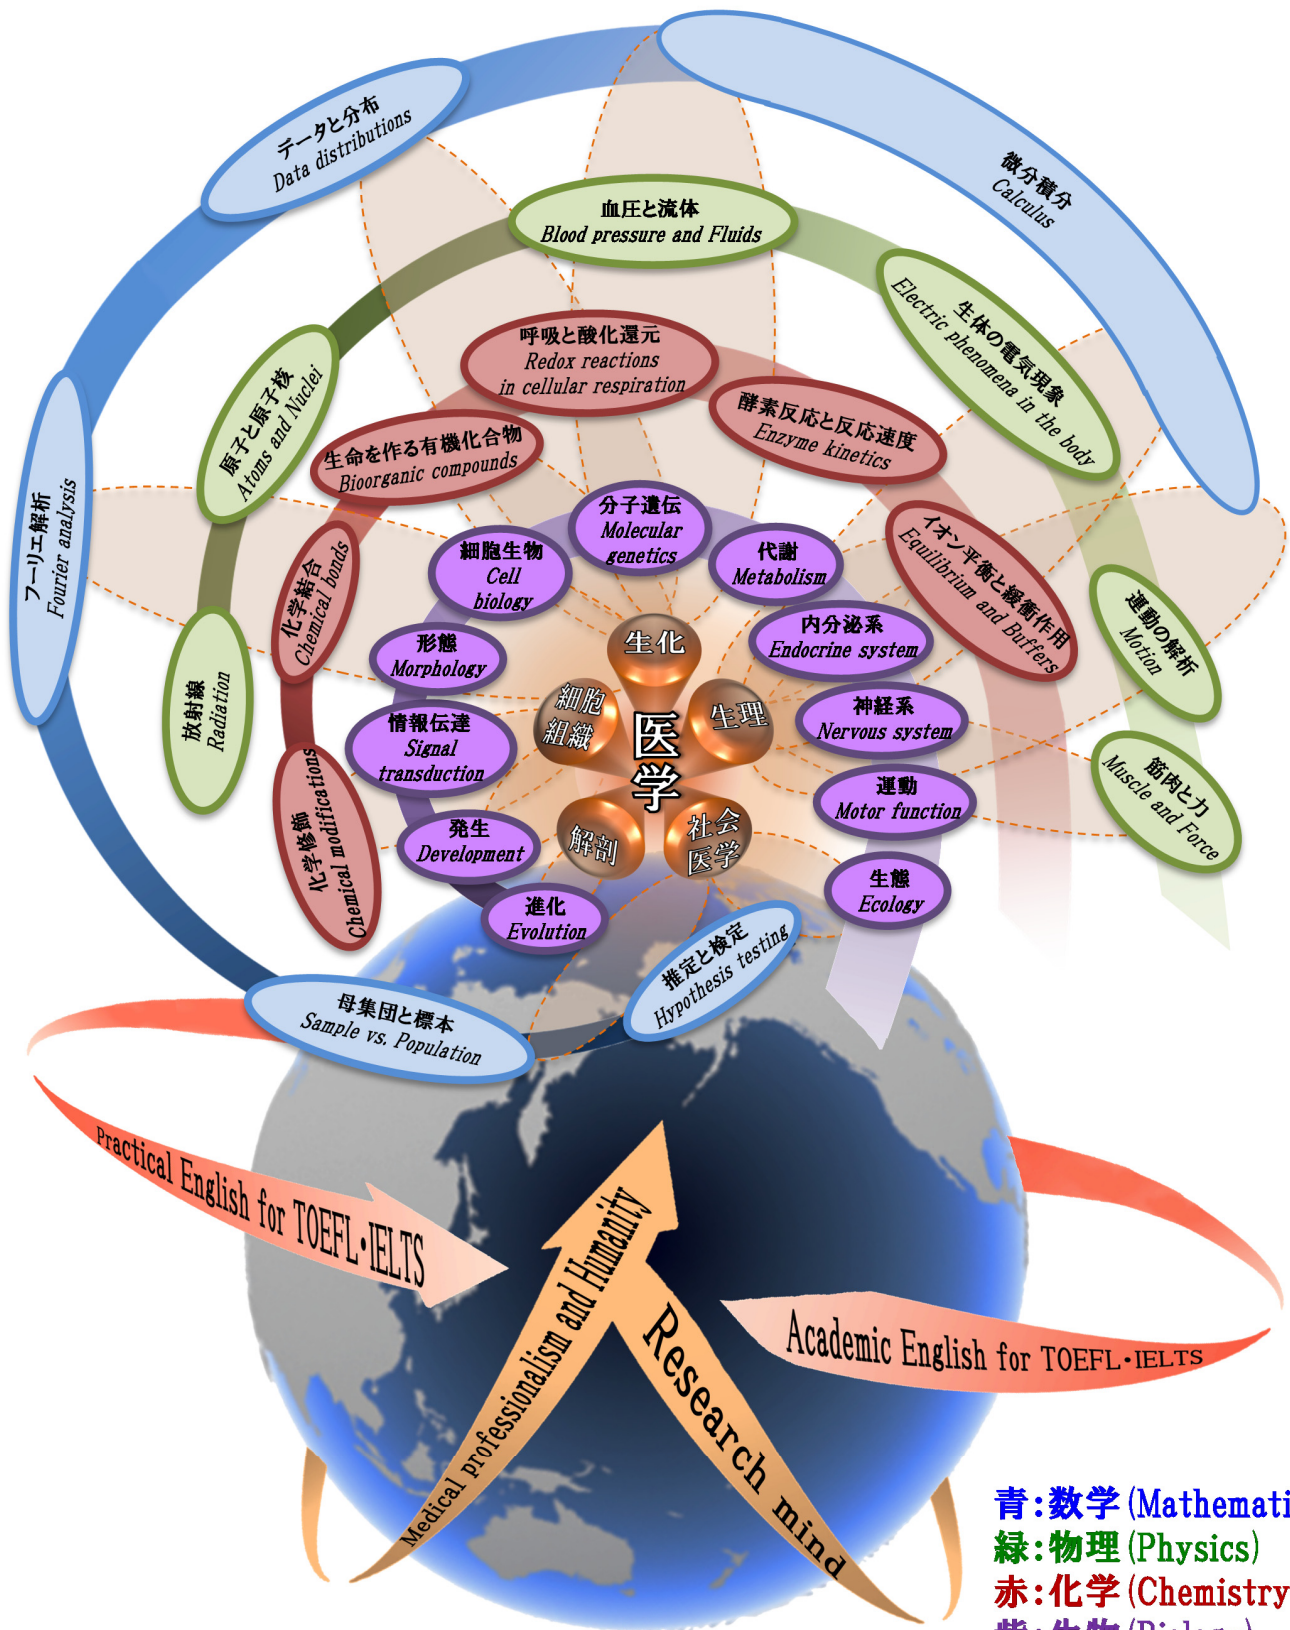 データと分布
Data distributions
微分積分
Calculus
血圧と流体
Blood pressure and Fluids
生体の電気現象
Electric phenomena in the body
原子と原子核
Atoms and Nuclei
呼吸と酸化還元
Redox reactions
in cellular respiration
酵素反応と反応速度
Enzyme kinetics
生命を作る有機化合物
Bioorganic compounds
フーリエ解析
Fourier analysis
分子遺伝
Molecular
genetics
細胞生物
Cell
biology
代謝
Metabolism
イオン平衡と緩衝作用
Equilibrium and Buffers
化学結合
Chemical bonds
形態
Morphology
内分泌系
Endocrine system
運動の解析
Motion
放射線
Radiation
生化
細胞
組織
生理
医学
解剖
社会
医学
情報伝達
Signal
transduction
神経系
Nervous system
運動
Motor function
筋肉と力
Muscle and Force
化学修飾
Chemical modifications
発生
Development
生態
Ecology
進化
Evolution
推定と検定
Hypothesis testing
母集団と標本
Sample vs. Population
Practical English for TOEFL・IELTS
Medical professionalism and Humanity
Research mind
Academic English for TOEFL・IELTS
青:数学(Mathemati
緑:物理(Physics)
赤:化学(Chemistry
紫:生物(Biology)